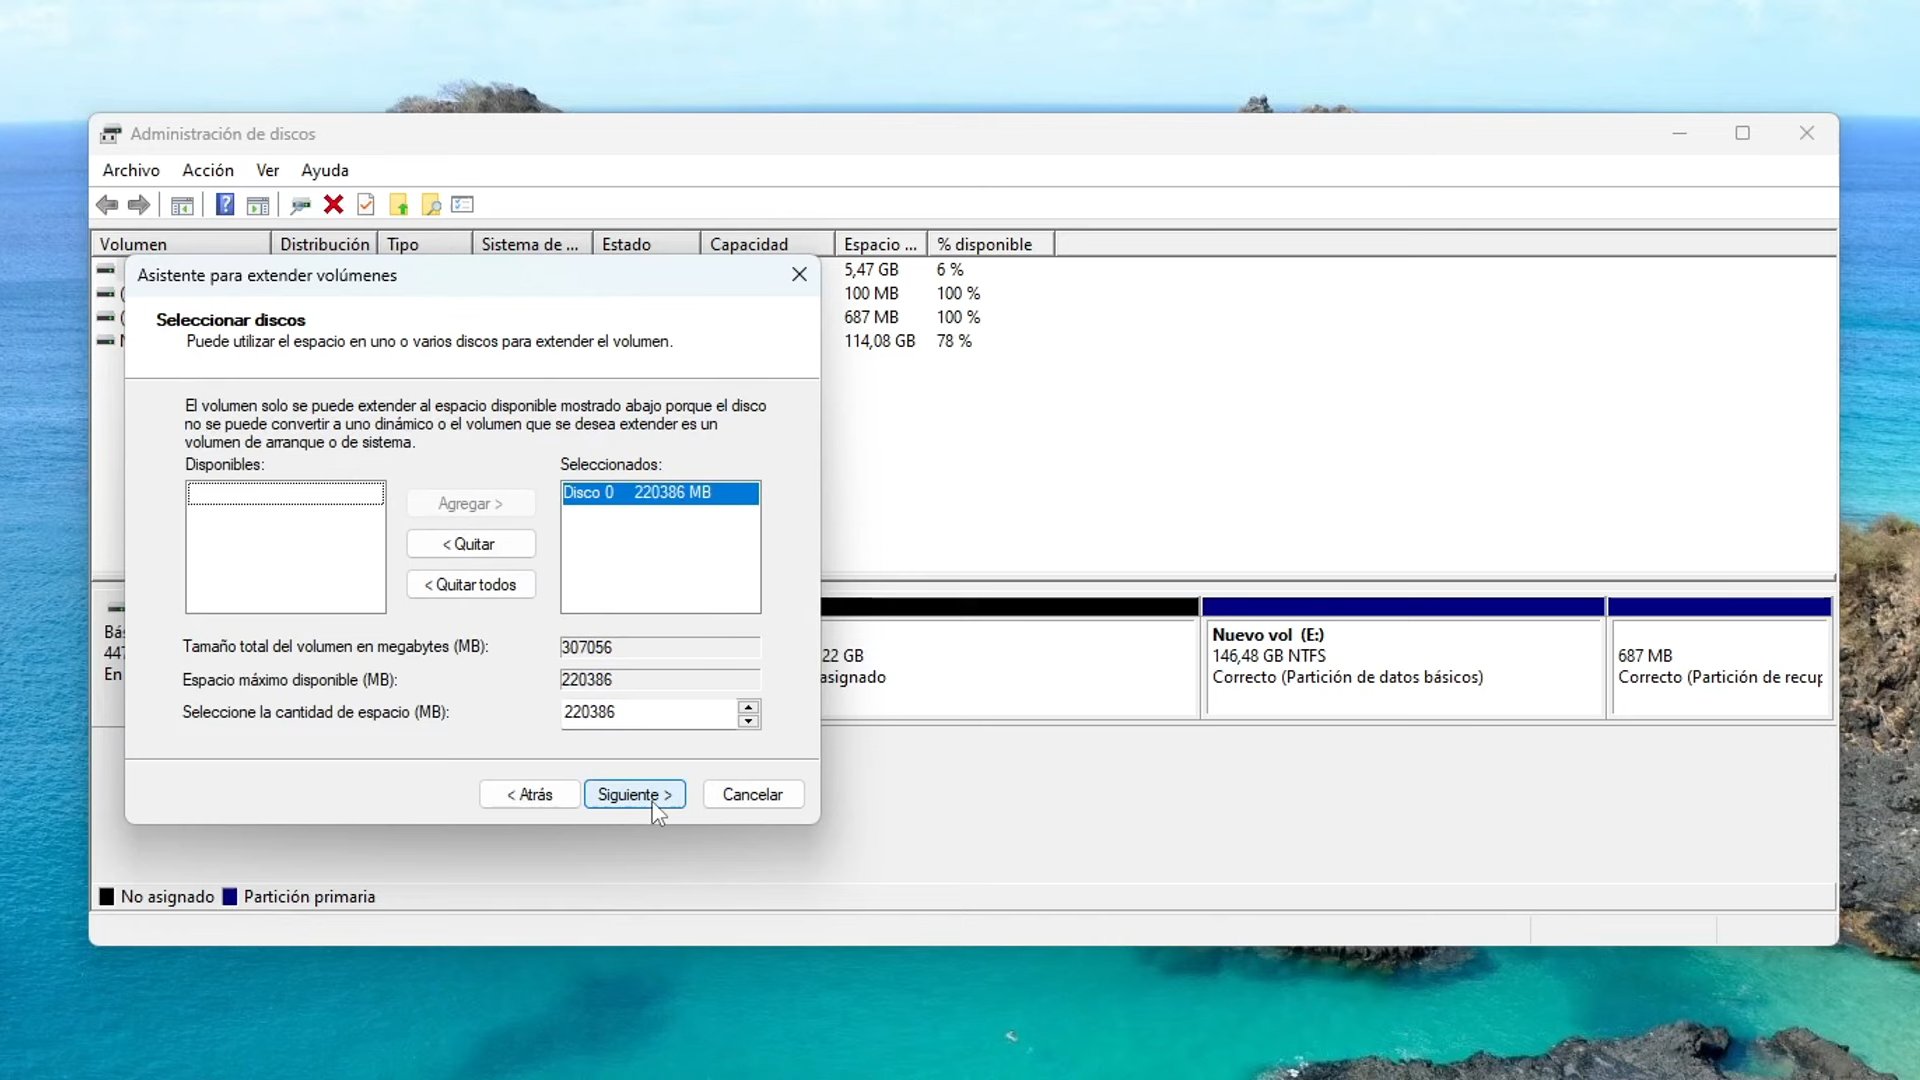 Administración de discos
Archivo Acción Ver Ayuda
Volumen Distribución Tipo Sistema de ... Estado Capacidad Espacio ... % disponible
5,47 GB 6 %
100 MB 100 %
687 MB 100 %
114,08 GB 78 %
Asistente para extender volúmenes
Seleccionar discos
Puede utilizar el espacio en uno o varios discos para extender el volumen.
El volumen solo se puede extender al espacio disponible mostrado abajo porque el disco
no se puede convertir a uno dinámico o el volumen que se desea extender es un
volumen de arranque o de sistema.
Disponibles: Seleccionados:
Disco 0 220386 MB
Agregar >
< Quitar
< Quitar todos
Tamaño total del volumen en megabytes (MB): 307056
Espacio máximo disponible (MB): 220386
Seleccione la cantidad de espacio (MB): 220386
< Atrás Siguiente > Cancelar
Bás
447
En
22 GB
asignado
Nuevo vol (E:)
146,48 GB NTFS
Correcto (Partición de datos básicos)
687 MB
Correcto (Partición de recup
No asignado Partición primaria